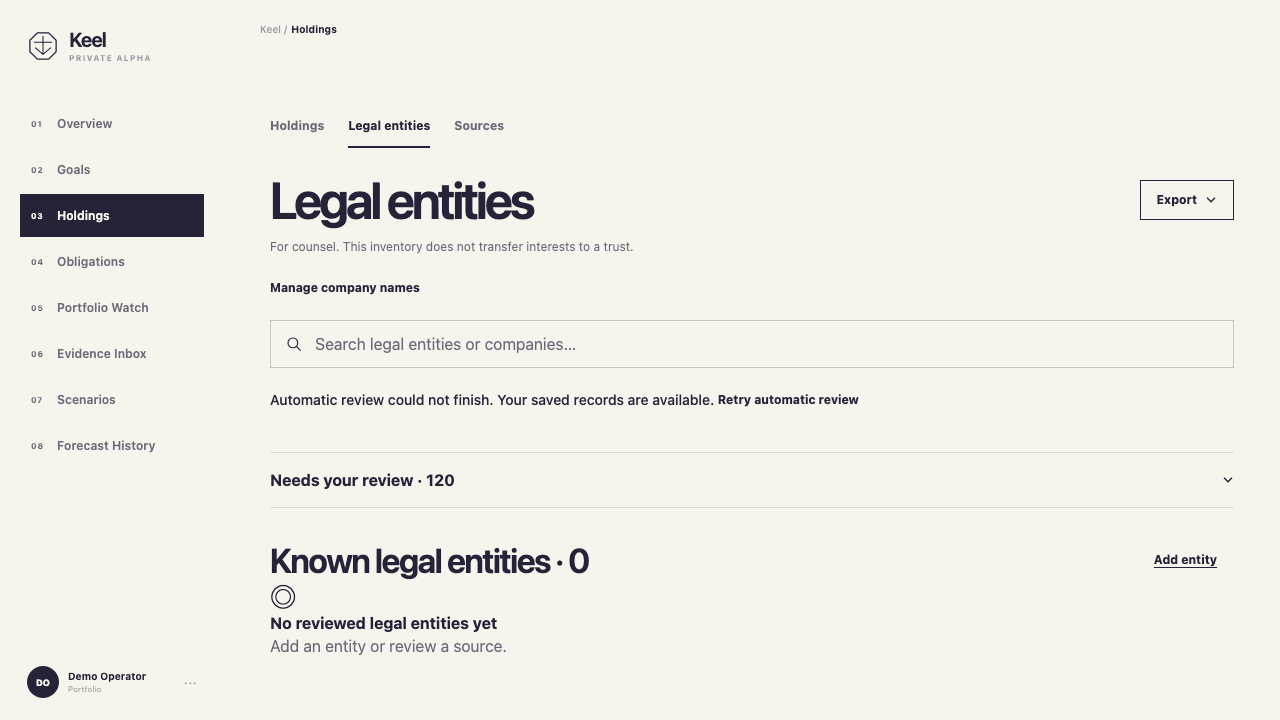 Keel
PRIVATE ALPHA
Keel / Holdings
01 Overview
02 Goals
03 Holdings
04 Obligations
05 Portfolio Watch
06 Evidence Inbox
07 Scenarios
08 Forecast History
DO
Demo Operator
Portfolio
...
Holdings Legal entities Sources
Legal entities
Export
For counsel. This inventory does not transfer interests to a trust.
Manage company names
Search legal entities or companies...
Automatic review could not finish. Your saved records are available. Retry automatic review
Needs your review · 120
Known legal entities · 0
Add entity
No reviewed legal entities yet
Add an entity or review a source.